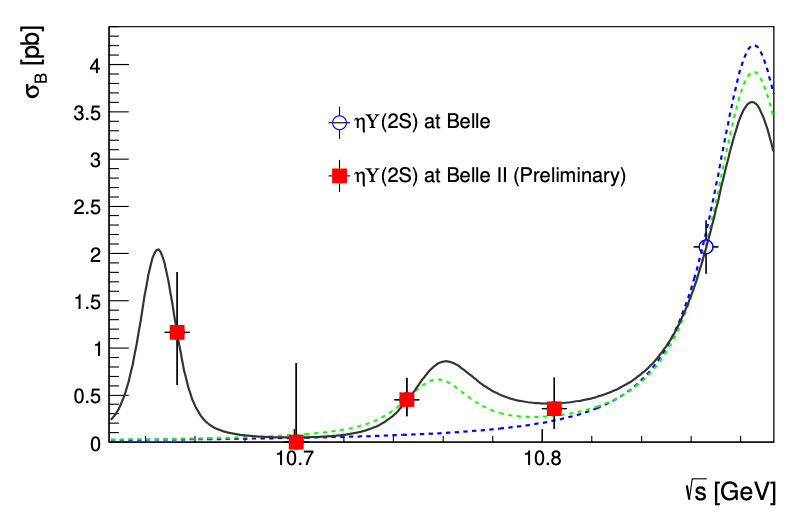 σB [pb]
4
3.5
3
2.5
2
1.5
1
0.5
0
ηΥ(2S) at Belle
ηΥ(2S) at Belle II (Preliminary)
10.7
10.8
√s [GeV]